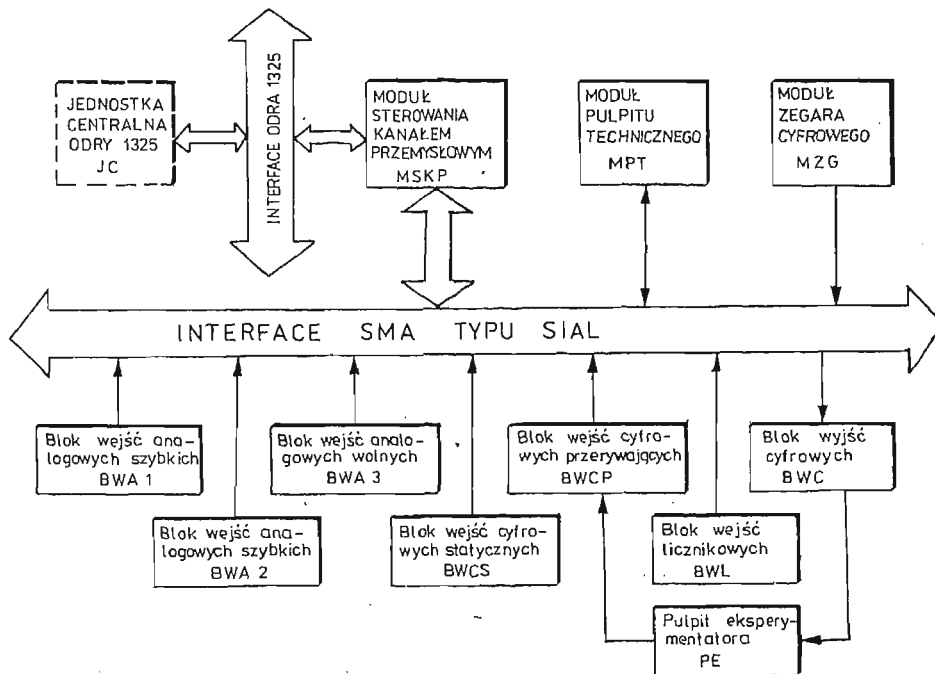 JEDNOSTKA
CENTRALNA
ODRY 1325
JC
INTERFACE ODRA 1325
MODUŁ
STEROWANIA
KANAŁEM
PRZEMYSŁOWYM
MSKP
MODUŁ
PULPITU
TECHNICZNEGO
MPT
MODUŁ
ZEGARA
CYFROWEGO
MZG
INTERFACE SMA TYPU SIAL
Blok wejść ana-
logowych szybkich
BWA 1
Blok wejść analo-
gowych wolnych
BWA 3
Blok wejść cyfro-
wych przerywających
BWCP
Blok wyjść
cyfrowych
BWC
Blok wejść ana-
logowych szybkich
BWA 2
Blok wejść cyfro-
wych statycznych
BWCS
Blok wejść
licznikowych
BWL
Pulpit ekspery-
mentatora
PE